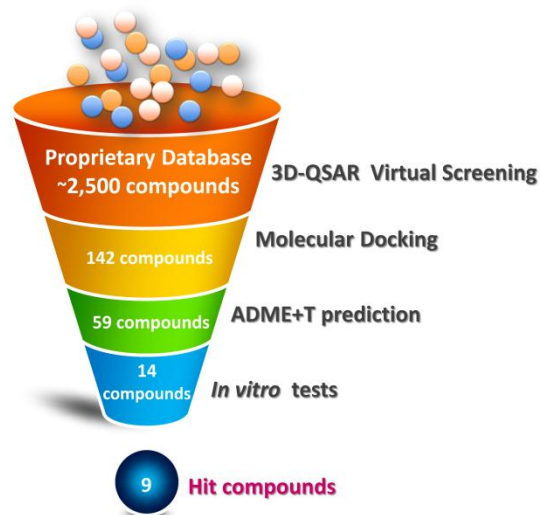 Proprietary Database
~2,500 compounds
3D-QSAR Virtual Screening
Molecular Docking
142 compounds
59 compounds
ADME+T prediction
14
compounds
In vitro tests
9
Hit compounds